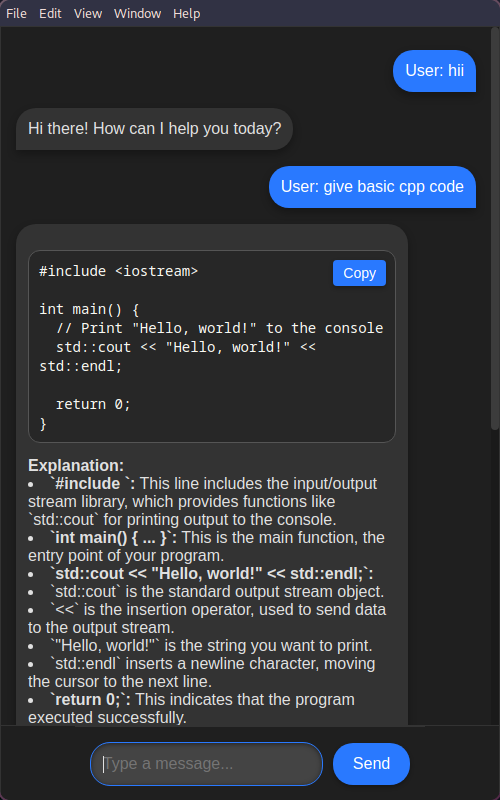 File Edit View Window Help
User: hii
Hi there! How can I help you today?
User: give basic cpp code
Copy
#include <iostream>
int main() {
  // Print "Hello, world!" to the console
  std::cout << "Hello, world!" <<
std::endl;
  return 0;
}
Explanation:
• `#include `: This line includes the input/output
stream library, which provides functions like
`std::cout` for printing output to the console.
• `int main() { ... }`: This is the main function, the
entry point of your program.
• `std::cout << "Hello, world!" << std::endl;`:
• `std::cout` is the standard output stream object.
• `<<` is the insertion operator, used to send data
to the output stream.
• `"Hello, world!"` is the string you want to print.
• `std::endl` inserts a newline character, moving
the cursor to the next line.
• `return 0;`: This indicates that the program
executed successfully.
Type a message...
Send